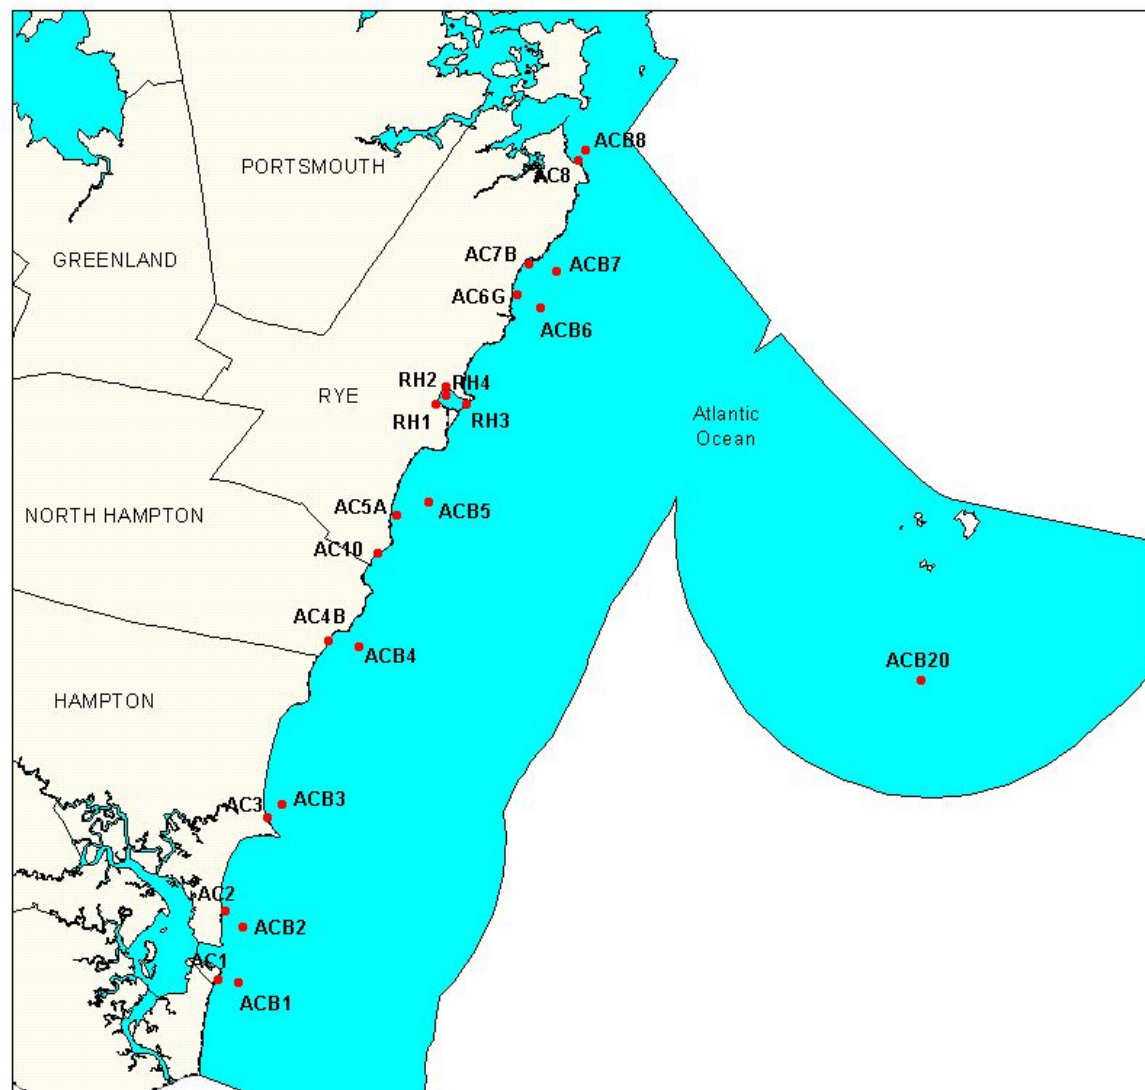 ACB8
PORTSMOUTH
AC8
AC7B
GREENLAND
ACB7
AC6G
ACB6
RH2
RH4
RYE
RH1
RH3
Atlantic
Ocean
AC5A
ACB5
NORTH HAMPTON
AC10
AC4B
ACB4
ACB20
HAMPTON
ACB3
AC3
AC2
ACB2
AC1
ACB1